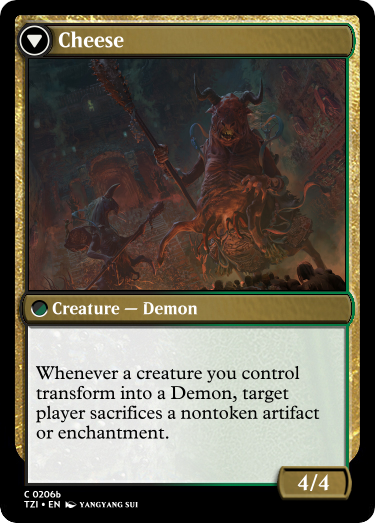 Cheese
Creature — Demon
Whenever a creature you control
transform into a Demon, target
player sacrifices a nontoken artifact
or enchantment.
4/4
C 0206b
TZI • EN YANGYANG SUI